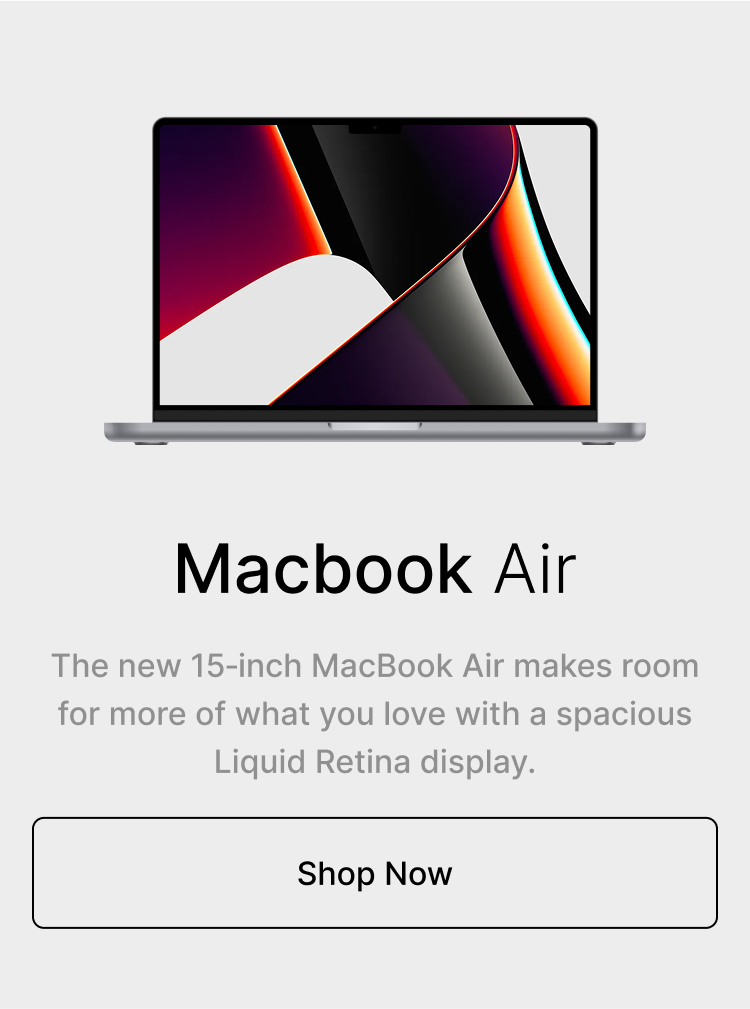 Macbook Air
The new 15-inch MacBook Air makes room
for more of what you love with a spacious
Liquid Retina display.
Shop Now